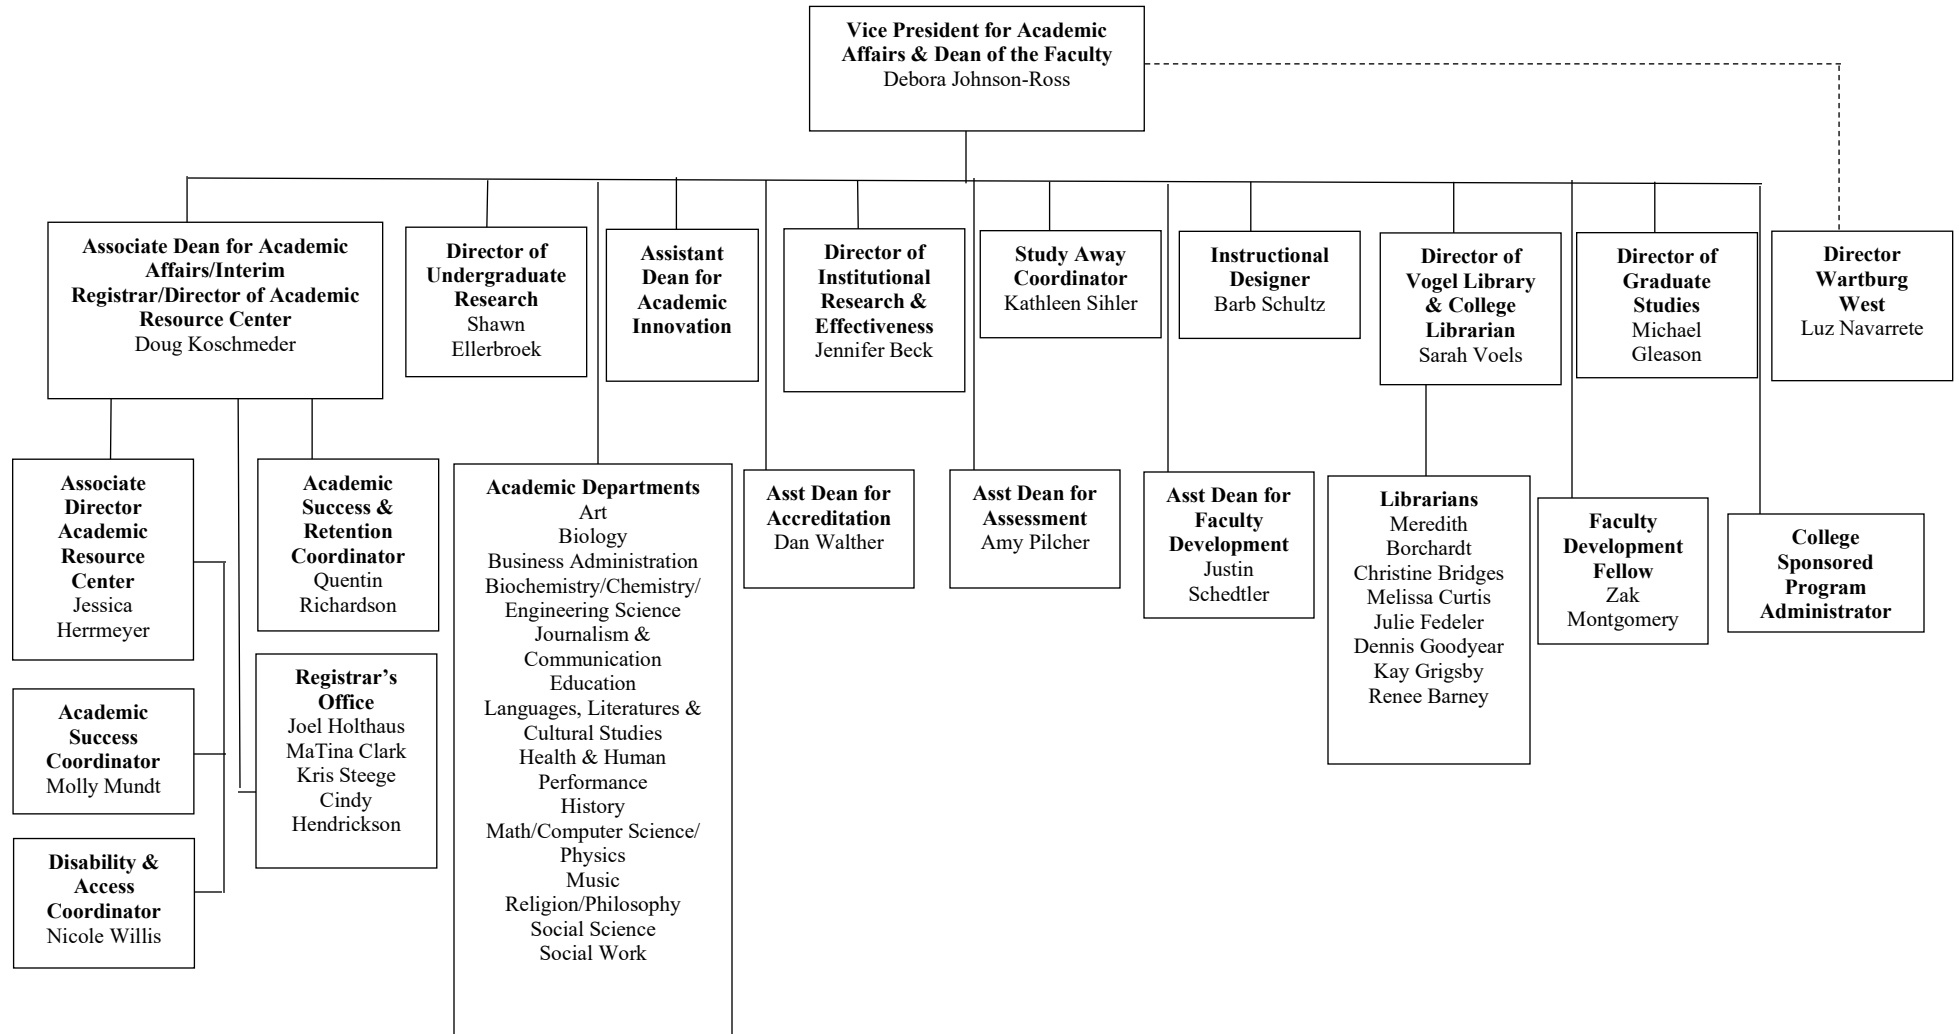 Vice President for Academic
Affairs & Dean of the Faculty
Debora Johnson-Ross
Associate Dean for Academic
Affairs/Interim
Registrar/Director of Academic
Resource Center
Doug Koschmeder
Director of
Undergraduate
Research
Shawn
Ellerbroek
Assistant
Dean for
Academic
Innovation
Director of
Institutional
Research &
Effectiveness
Jennifer Beck
Study Away
Coordinator
Kathleen Sihler
Instructional
Designer
Barb Schultz
Director of
Vogel Library
& College
Librarian
Sarah Voels
Director of
Graduate
Studies
Michael
Gleason
Director
Wartburg
West
Luz Navarrete
Associate
Director
Academic
Resource
Center
Jessica
Herrmeyer
Academic
Success &
Retention
Coordinator
Quentin
Richardson
Academic
Success
Coordinator
Molly Mundt
Registrar’s
Office
Joel Holthaus
MaTina Clark
Kris Steege
Cindy
Hendrickson
Disability &
Access
Coordinator
Nicole Willis
Academic Departments
Art
Biology
Business Administration
Biochemistry/Chemistry/
Engineering Science
Journalism &
Communication
Education
Languages, Literatures &
Cultural Studies
Health & Human
Performance
History
Math/Computer Science/
Physics
Music
Religion/Philosophy
Social Science
Social Work
Asst Dean for
Accreditation
Dan Walther
Asst Dean for
Assessment
Amy Pilcher
Asst Dean for
Faculty
Development
Justin
Schedtler
Librarians
Meredith
Borchardt
Christine Bridges
Melissa Curtis
Julie Fedeler
Dennis Goodyear
Kay Grigsby
Renee Barney
Faculty
Development
Fellow
Zak
Montgomery
College
Sponsored
Program
Administrator